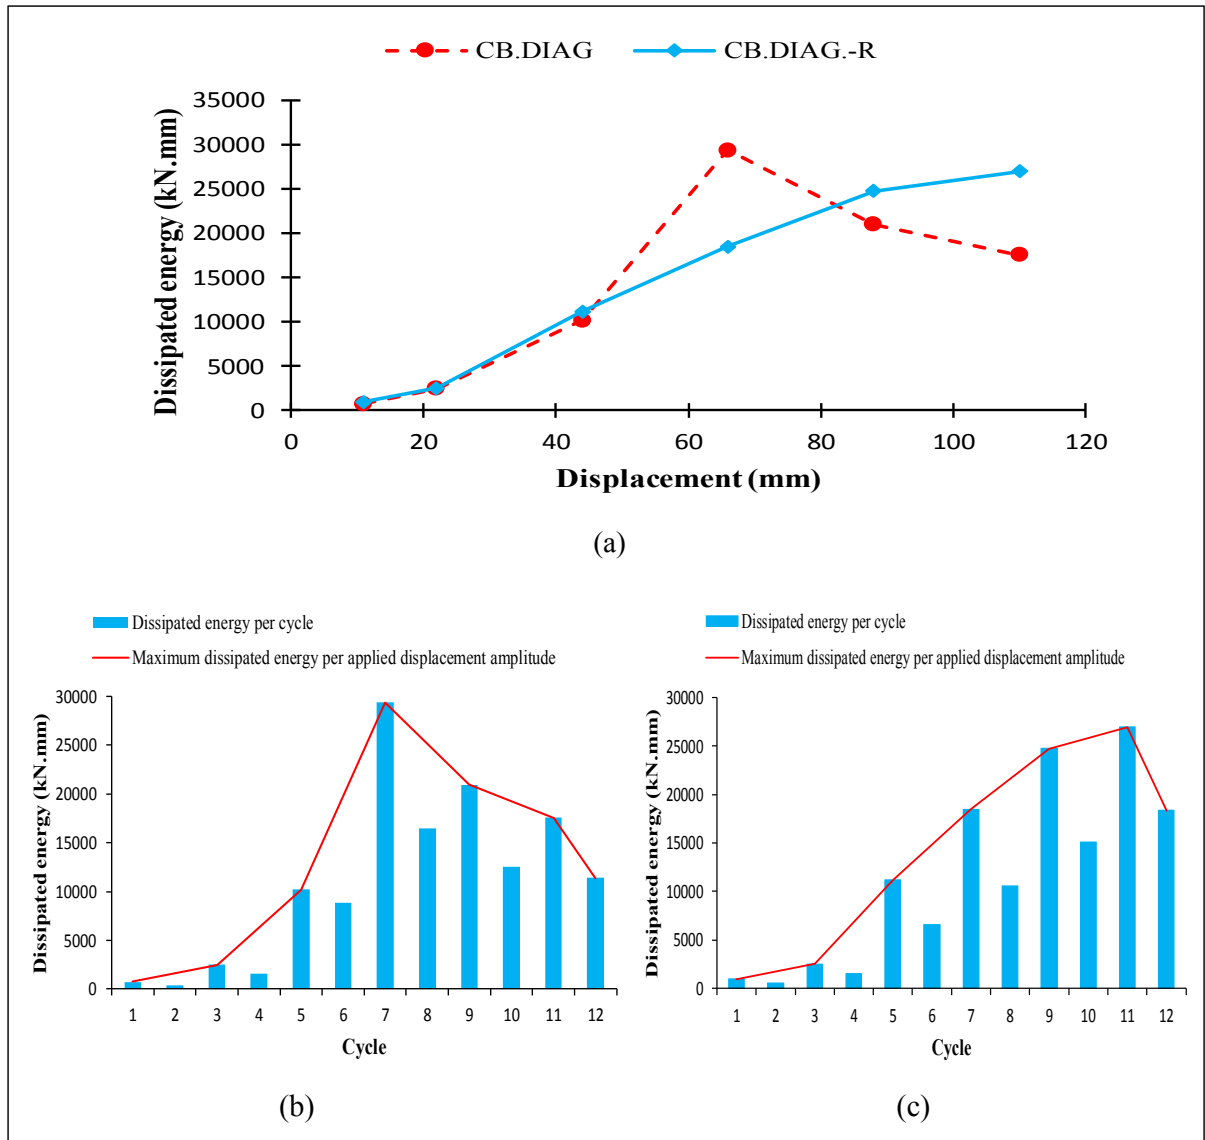 CB.DIAG CB.DIAG.-R
Dissipated energy (kN.mm)
35000
30000
25000
20000
15000
10000
5000
0
0 20 40 60 80 100 120
Displacement (mm)
(a)
Dissipated energy per cycle
Maximum dissipated energy per applied displacement amplitude
Dissipated energy (kN.mm)
30000
25000
20000
15000
10000
5000
0
1 2 3 4 5 6 7 8 9 10 11 12
Cycle
(b)
Dissipated energy per cycle
Maximum dissipated energy per applied displacement amplitude
Dissipated energy (kN.mm)
30000
25000
20000
15000
10000
5000
0
1 2 3 4 5 6 7 8 9 10 11 12
Cycle
(c)